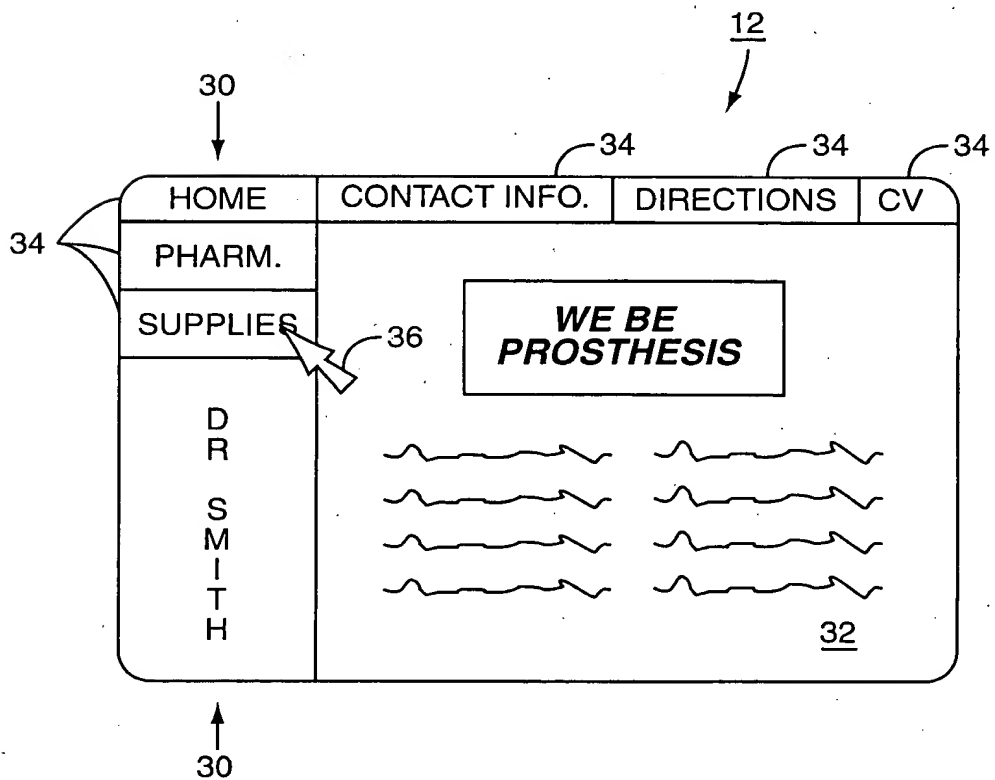 12
30
34 34 34
HOME CONTACT INFO. DIRECTIONS CV
34
PHARM.
SUPPLIES
36
WE BE
PROSTHESIS
D
R
S
M
I
T
H
32
30